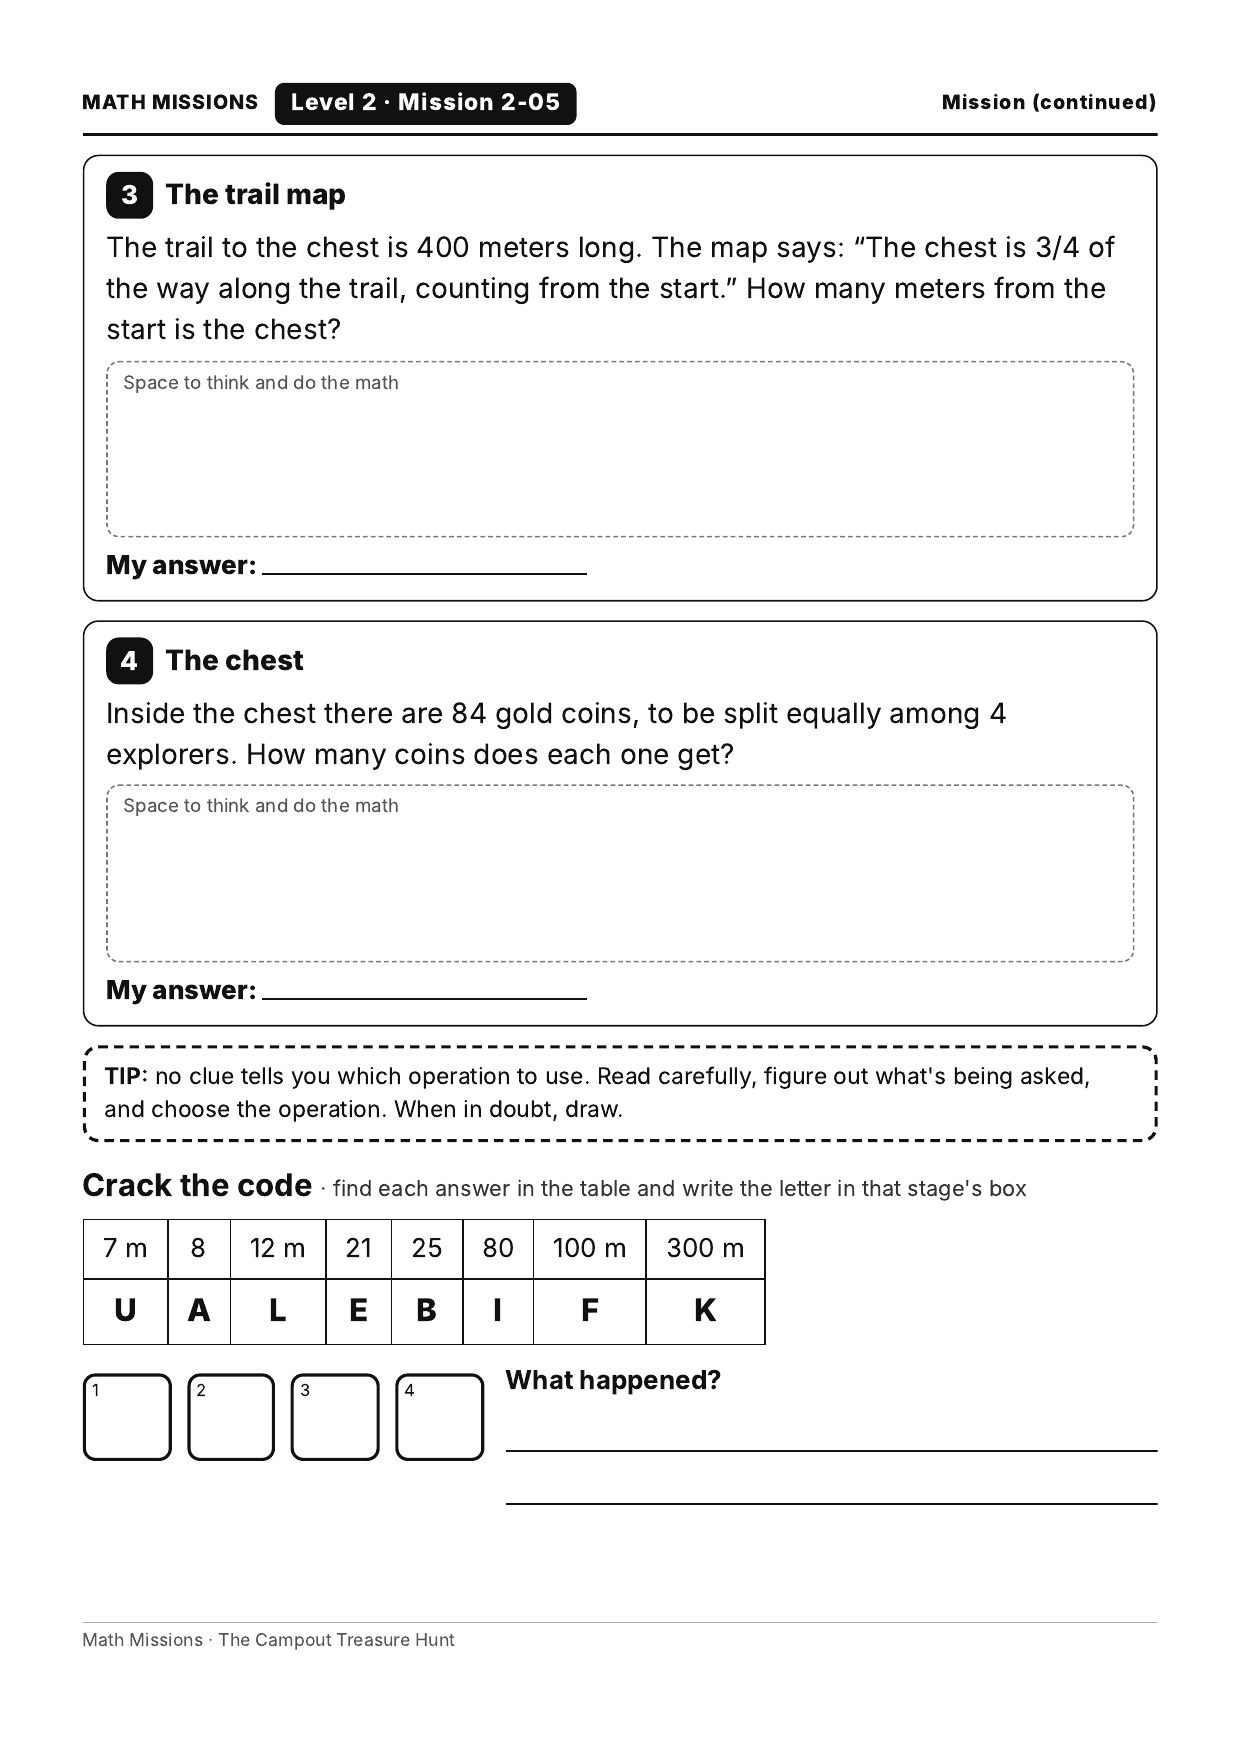 MATH MISSIONS Level 2 · Mission 2-05 Mission (continued)
3 The trail map
The trail to the chest is 400 meters long. The map says: “The chest is 3/4 of
the way along the trail, counting from the start.” How many meters from the
start is the chest?
Space to think and do the math
My answer:
4 The chest
Inside the chest there are 84 gold coins, to be split equally among 4
explorers. How many coins does each one get?
Space to think and do the math
My answer:
TIP: no clue tells you which operation to use. Read carefully, figure out what's being asked,
and choose the operation. When in doubt, draw.
Crack the code · find each answer in the table and write the letter in that stage's box
7 m 8 12 m 21 25 80 100 m 300 m
U A L E B I F K
1 2 3 4
What happened?
Math Missions · The Campout Treasure Hunt